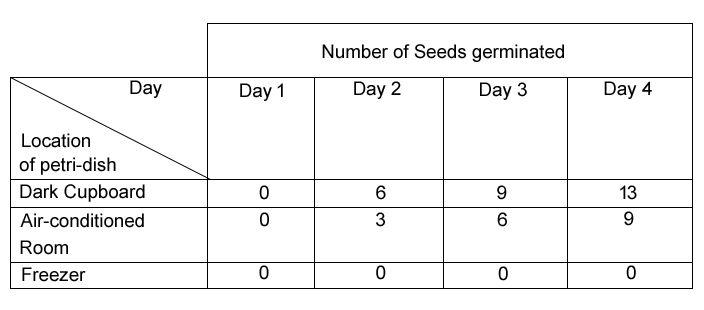 Number of Seeds germinated
Day
Location
of petri-dish
Day 1 Day 2 Day 3 Day 4
Dark Cupboard 0 6 9 13
Air-conditioned
Room 0 3 6 9
Freezer 0 0 0 0